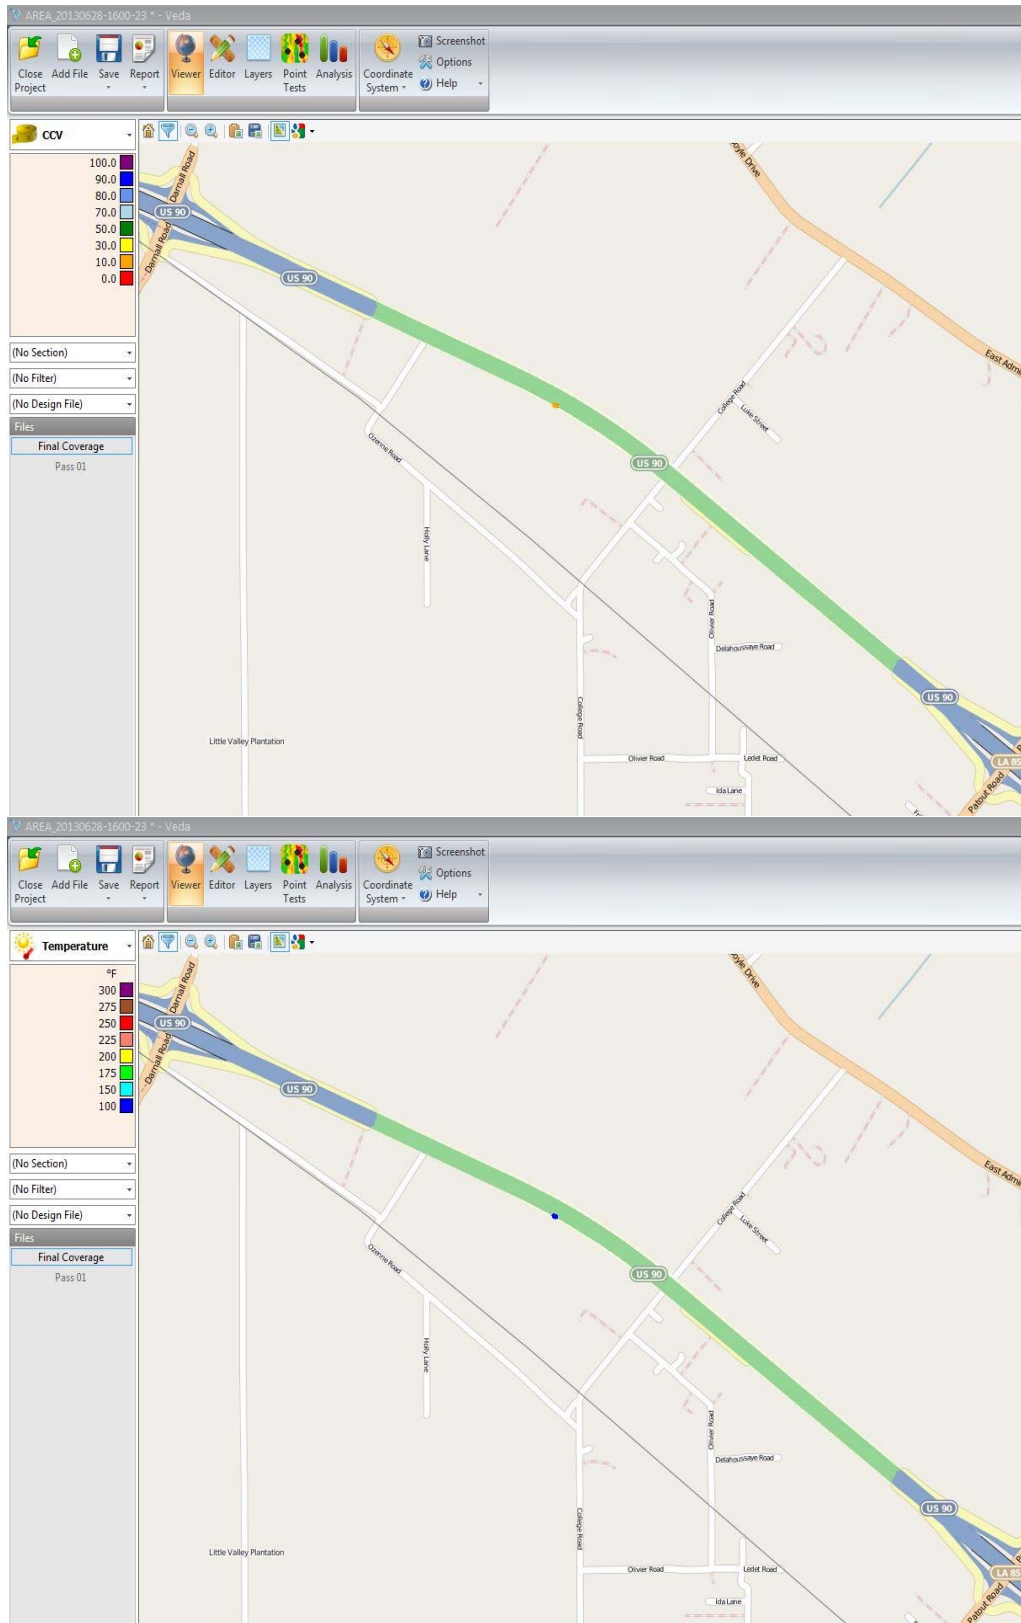 AREA_20130628-1600-23 * - Veda
Close Project
Add File
Save
Report
Viewer
Editor
Layers
Point Tests
Analysis
Coordinate System
Screenshot
Options
Help
CCV
100.0
90.0
80.0
70.0
50.0
30.0
10.0
0.0
(No Section)
(No Filter)
(No Design File)
Files
Final Coverage
Pass 01
Darnall Road
US 90
Darnall Road
US 90
East Admi
College Road
Luke Street
US 90
Ozenne Road
Holly Lane
Olivier Road
Delahoussaye Road
College Road
US 90
Little Valley Plantation
Olivier Road
Ledet Road
LA 85
Ida Lane
Patout Road
AREA_20130628-1600-23 * - Veda
Close Project
Add File
Save
Report
Viewer
Editor
Layers
Point Tests
Analysis
Coordinate System
Screenshot
Options
Help
Temperature
°F
300
275
250
225
200
175
150
100
(No Section)
(No Filter)
(No Design File)
Files
Final Coverage
Pass 01
Darnall Road
US 90
Darnall Road
US 90
East Admi
College Road
Luke Street
US 90
Ozenne Road
Holly Lane
Olivier Road
Delahoussaye Road
College Road
US 90
Little Valley Plantation
Olivier Road
Ledet Road
LA 85
Ida Lane
Patout Road